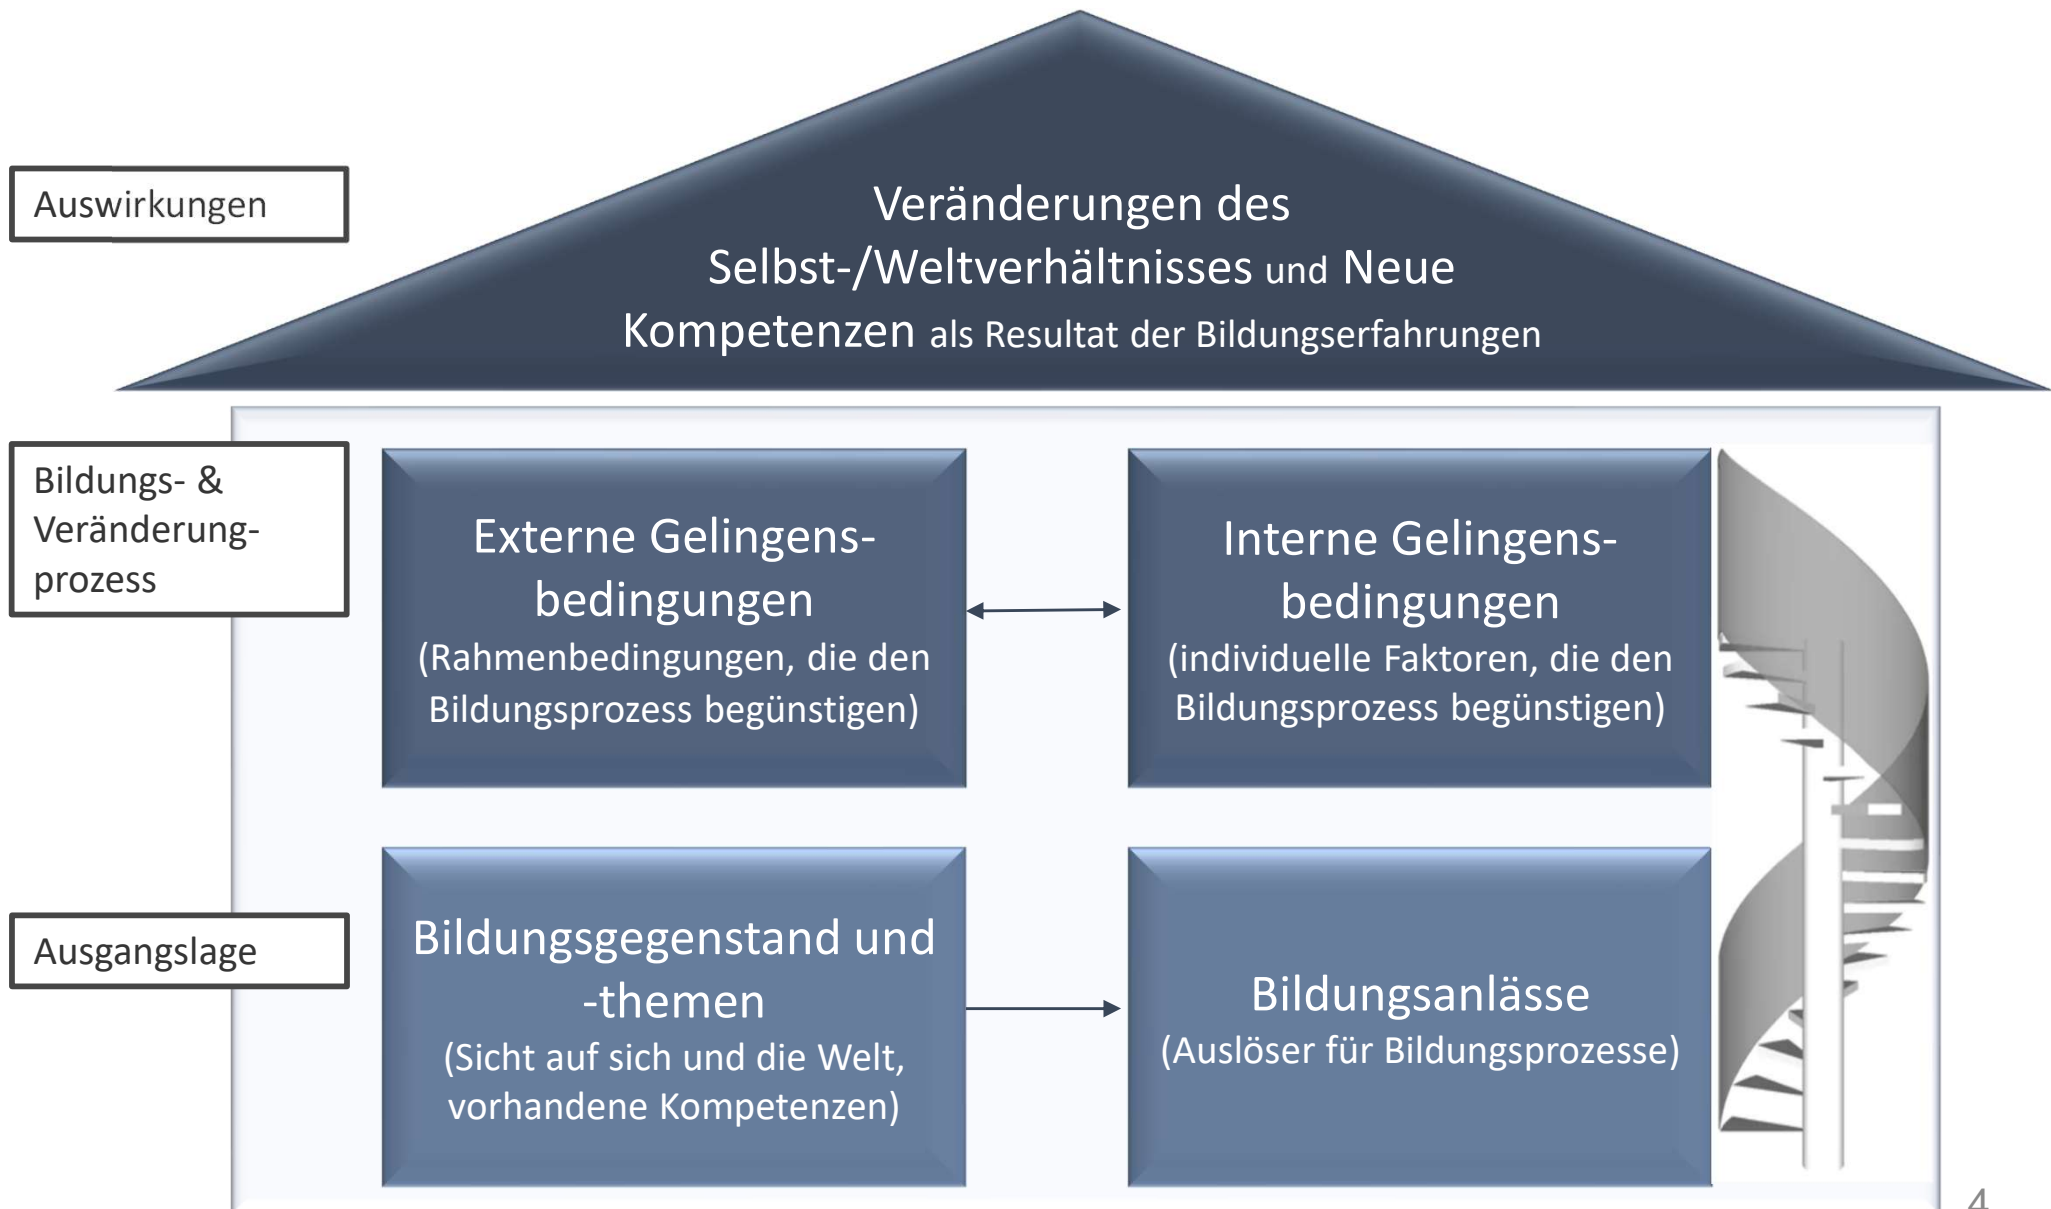 Auswirkungen
Veränderungen des
Selbst-/Weltverhältnisses und Neue
Kompetenzen als Resultat der Bildungserfahrungen
Bildungs- &
Veränderung-
prozess
Externe Gelingens-
bedingungen
(Rahmenbedingungen, die den
Bildungsprozess begünstigen)
Interne Gelingens-
bedingungen
(individuelle Faktoren, die den
Bildungsprozess begünstigen)
Ausgangslage
Bildungsgegenstand und
-themen
(Sicht auf sich und die Welt,
vorhandene Kompetenzen)
Bildungsanlässe
(Auslöser für Bildungsprozesse)
4